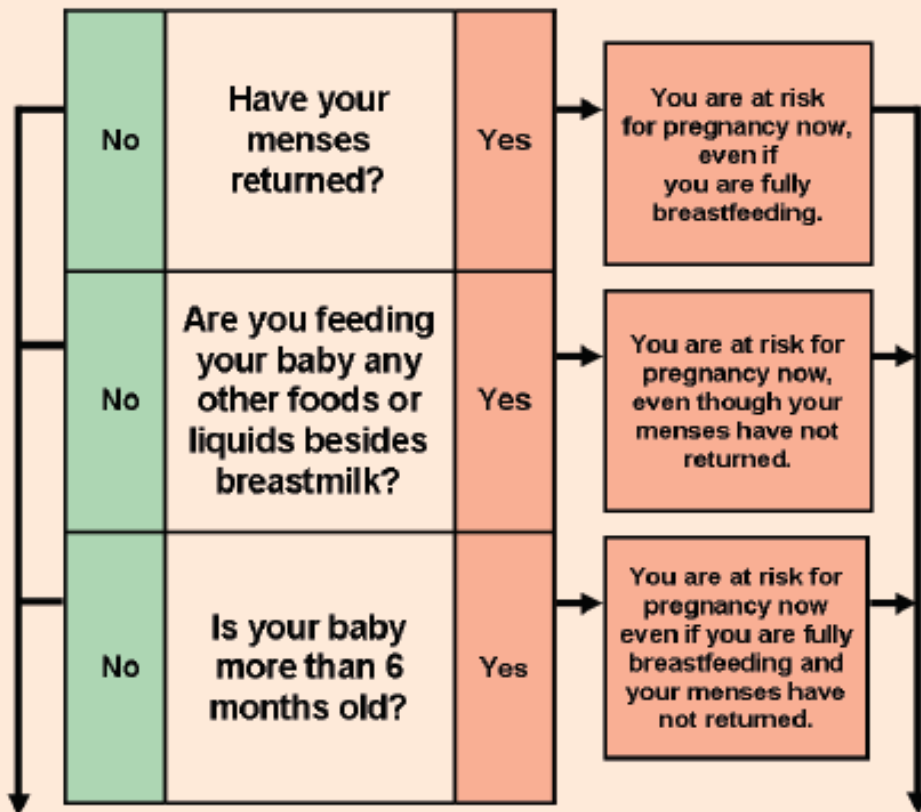 No
Have your
menses
returned?
Yes
You are at risk
for pregnancy now,
even if
you are fully
breastfeeding.
No
Are you feeding
your baby any
other foods or
liquids besides
breastmilk?
Yes
You are at risk for
pregnancy now,
even though your
menses have not
returned.
No
Is your baby
more than 6
months old?
Yes
You are at risk for
pregnancy now
even if you are fully
breastfeeding and
your menses have
not returned.